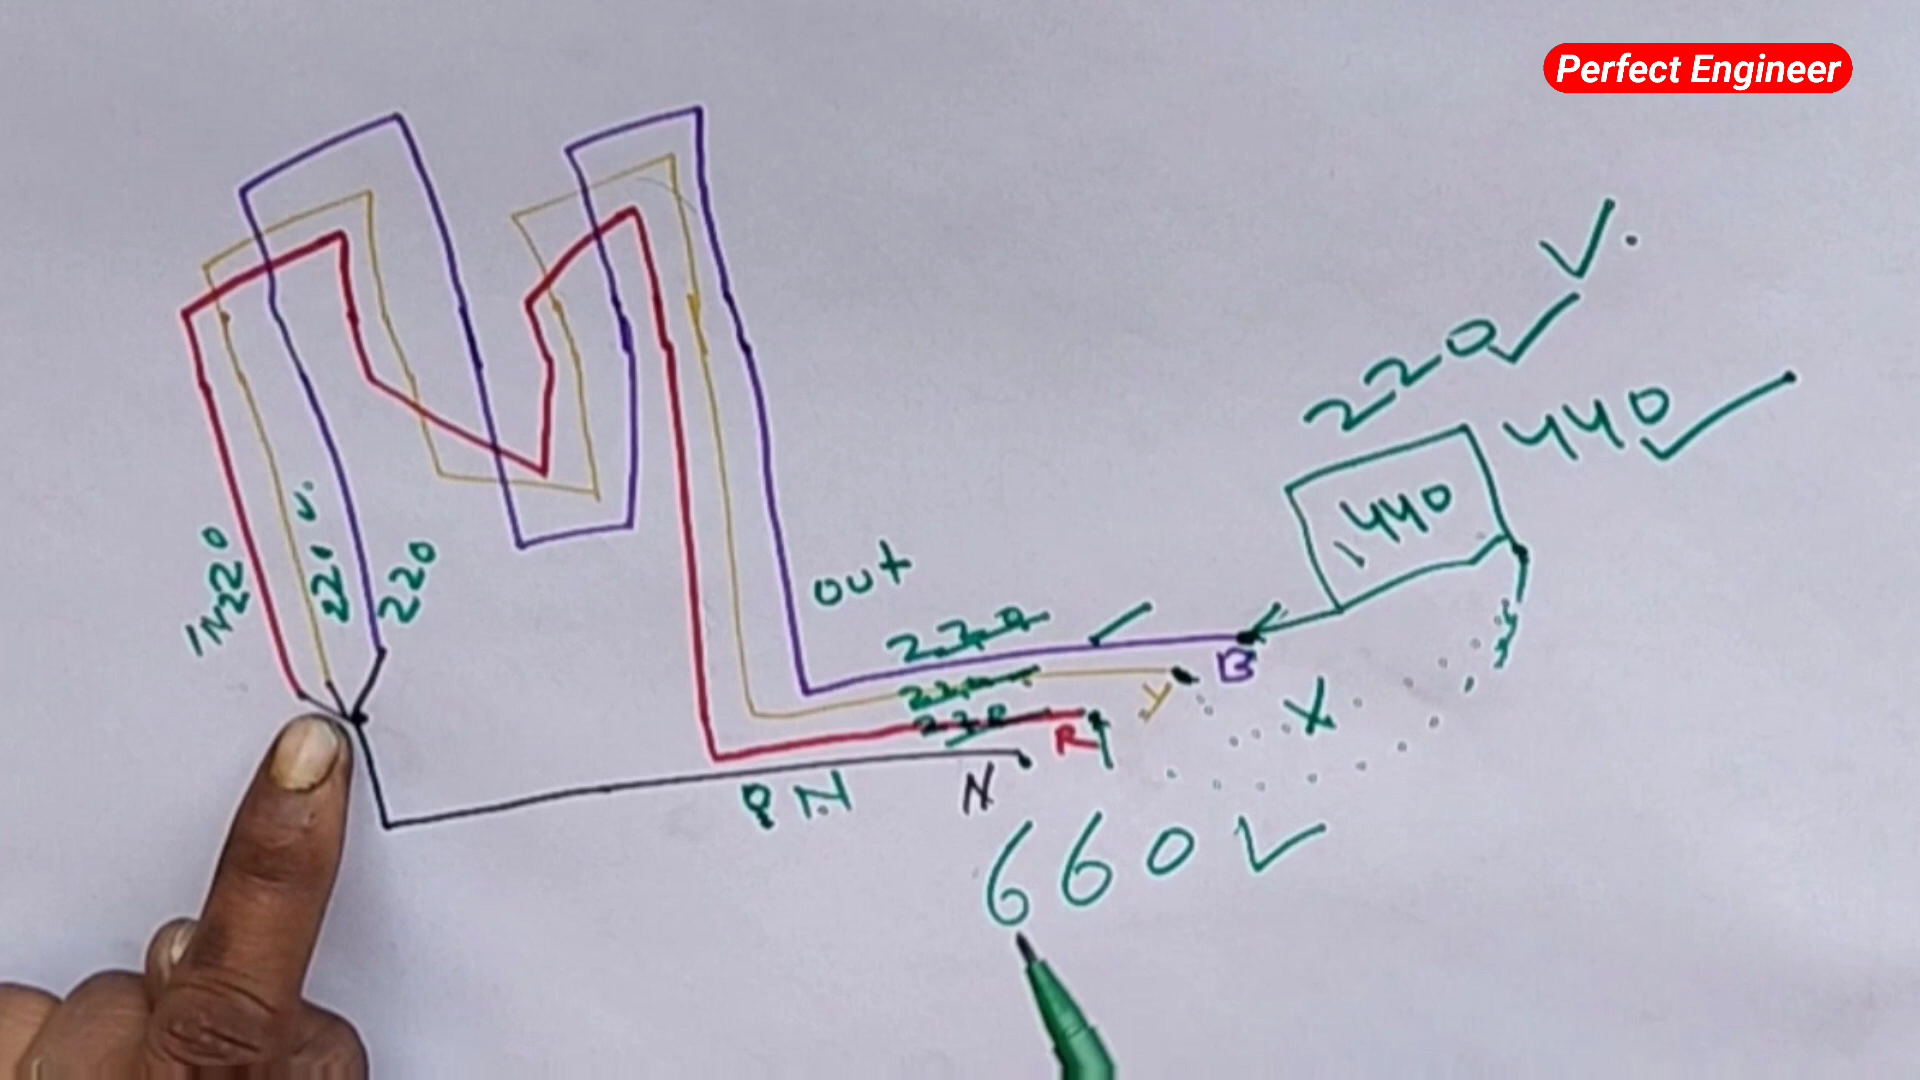 Perfect Engineer
220 V.
440
440
IN 220
220 V.
220
out
220
220
220
B
Y
R
N
P N
X
660 V